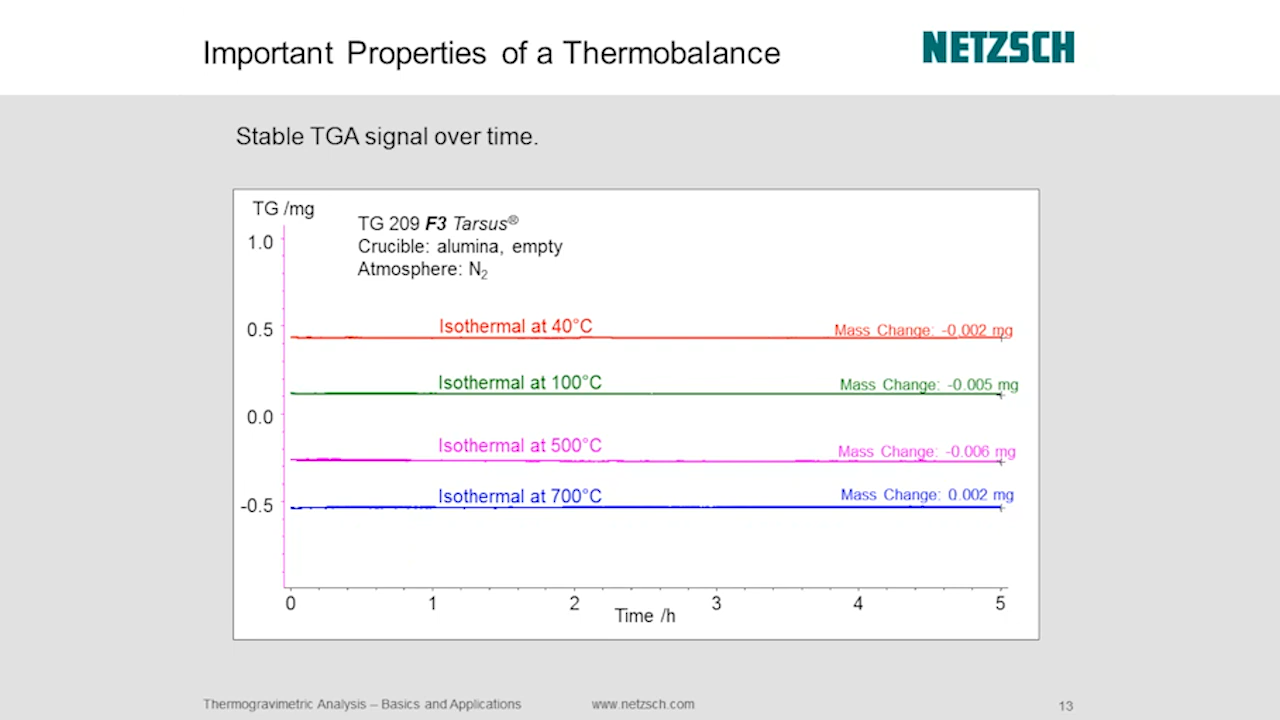 Important Properties of a Thermobalance
NETZSCH
Stable TGA signal over time.
TG /mg
TG 209 F3 Tarsus®
Crucible: alumina, empty
Atmosphere: N₂
1.0
0.5
0.0
-0.5
Isothermal at 40°C
Mass Change: -0.002 mg
Isothermal at 100°C
Mass Change: -0.005 mg
Isothermal at 500°C
Mass Change: -0.006 mg
Isothermal at 700°C
Mass Change: 0.002 mg
0 1 2 3 4 5
Time /h
Thermogravimetric Analysis – Basics and Applications
www.netzsch.com
13